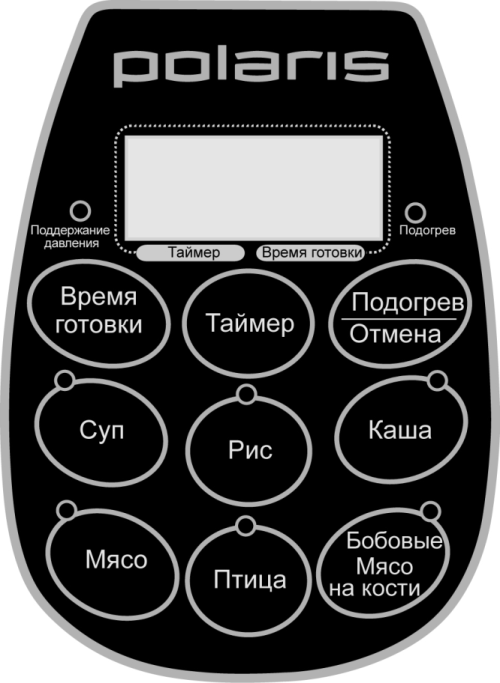 polaris
Поддержание
давления
Подогрев
Таймер
Время готовки
Время
готовки
Таймер
Подогрев
Отмена
Суп
Рис
Каша
Мясо
Птица
Бобовые
Мясо
на кости